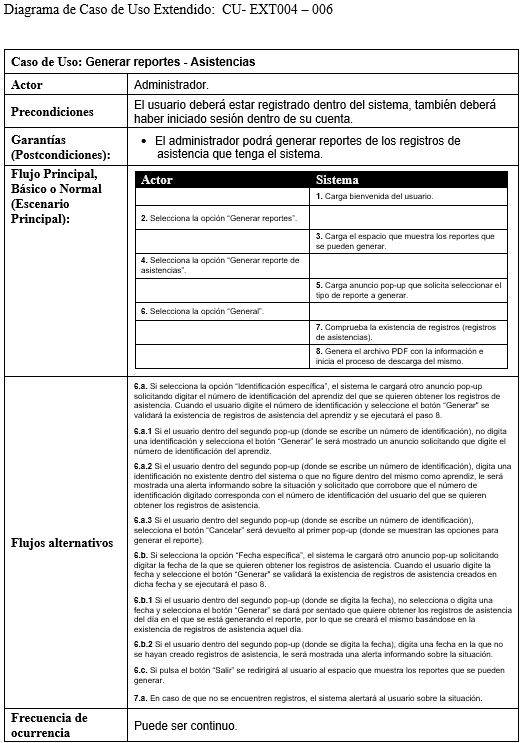 Diagrama de Caso de Uso Extendido: CU- EXT004 – 006
Caso de Uso: Generar reportes - Asistencias
Actor
Administrador.
Precondiciones
El usuario deberá estar registrado dentro del sistema, también deberá
haber iniciado sesión dentro de su cuenta.
Garantías
(Postcondiciones):
• El administrador podrá generar reportes de los registros de
asistencia que tenga el sistema.
Flujo Principal,
Básico o Normal
(Escenario
Principal):
Actor
Sistema
1. Carga bienvenida del usuario.
2. Selecciona la opción “Generar reportes”.
3. Carga el espacio que muestra los reportes que
se pueden generar.
4. Selecciona la opción “Generar reporte de
asistencias”.
5. Carga anuncio pop-up que solicita seleccionar el
tipo de reporte a generar.
6. Selecciona la opción “General”.
7. Comprueba la existencia de registros (registros
de asistencias).
8. Genera el archivo PDF con la información e
inicia el proceso de descarga del mismo.
Flujos alternativos
6.a. Si selecciona la opción “Identificación específica”, el sistema le cargará otro anuncio pop-up
solicitando digitar el número de identificación del aprendiz del que se quieren obtener los registros de
asistencia. Cuando el usuario digite el número de identificación y seleccione el botón “Generar” se
validará la existencia de registros de asistencia del aprendiz y se ejecutará el paso 8.
6.a.1 Si el usuario dentro del segundo pop-up (donde se escribe un número de identificación), no digita
una identificación y selecciona el botón “Generar” le será mostrado un anuncio solicitando que digite el
número de identificación del aprendiz.
6.a.2 Si el usuario dentro del segundo pop-up (donde se escribe un número de identificación), digita una
identificación no existente dentro del sistema o que no figure dentro del mismo como aprendiz, le será
mostrada una alerta informando sobre la situación y solicitado que corrobore que el número de
identificación digitado corresponda con el número de identificación del usuario del que se quieren
obtener los registros de asistencia.
6.a.3 Si el usuario dentro del segundo pop-up (donde se escribe un número de identificación),
selecciona el botón “Cancelar” será devuelto al primer pop-up (donde se muestran las opciones para
generar el reporte).
6.b. Si selecciona la opción “Fecha específica”, el sistema le cargará otro anuncio pop-up solicitando
digitar la fecha de la que se quieren obtener los registros de asistencia. Cuando el usuario digite la
fecha y seleccione el botón “Generar” se validará la existencia de registros de asistencia creados en
dicha fecha y se ejecutará el paso 8.
6.b.1 Si el usuario dentro del segundo pop-up (donde se digita la fecha), no selecciona o digita una
fecha y selecciona el botón “Generar” se dará por sentado que quiere obtener los registros de asistencia
del día en el que se está generando el reporte, por lo que se creará el mismo basándose en la
existencia de registros de asistencia aquel día.
6.b.2 Si el usuario dentro del segundo pop-up (donde se digita la fecha), digita una fecha en la que no
se hayan creado registros de asistencia, le será mostrada una alerta informando sobre la situación.
6.c. Si pulsa el botón “Salir” se redirigirá al usuario al espacio que muestra los reportes que se pueden
generar.
7.a. En caso de que no se encuentren registros, el sistema alertará al usuario sobre la situación.
Frecuencia de
ocurrencia
Puede ser continuo.